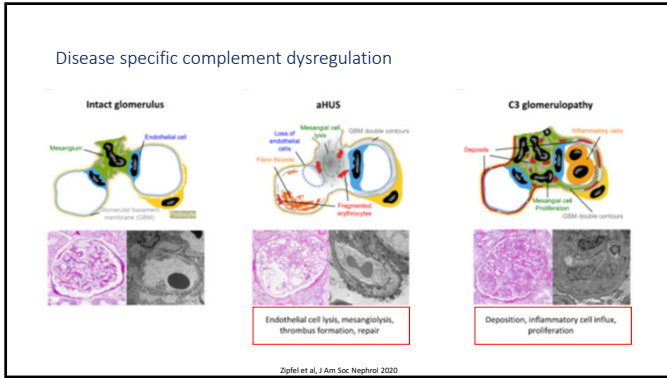 Disease specific complement dysregulation
Intact glomerulus
Mesangium
Endothelial cell
Glomerular basement
membrane (GBM)
aHUS
Loss of
endothelial
cells
Mesangial cell
lysis
GBM double contours
Fibrin thrombi
Fragmented
erythrocytes
Endothelial cell lysis, mesangiolysis,
thrombus formation, repair
C3 glomerulopathy
Deposits
Inflammatory cells
Mesangial cell
Proliferation
GBM double contours
Deposition, inflammatory cell influx,
proliferation
Zipfel et al, J Am Soc Nephrol 2020